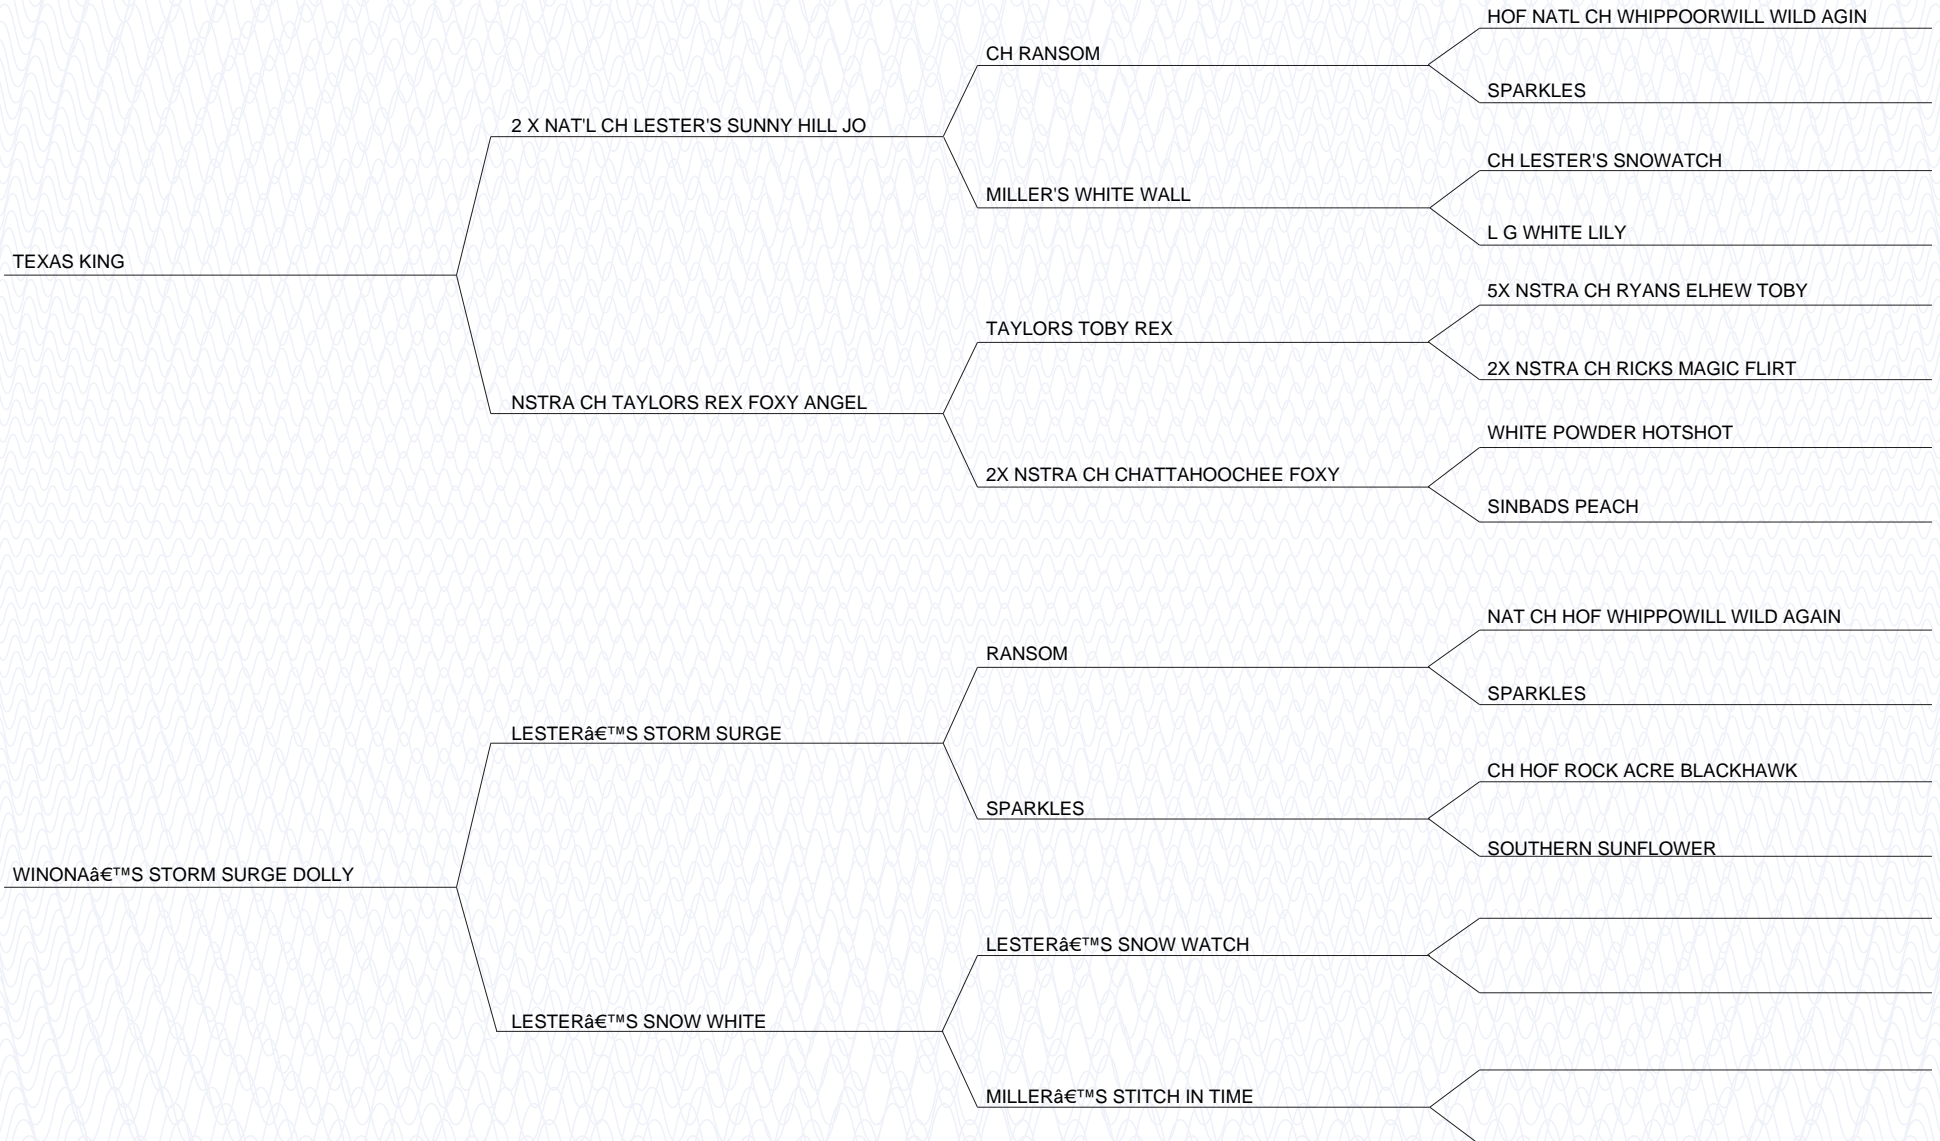 HOF NATL CH WHIPPOORWILL WILD AGIN
CH RANSOM
SPARKLES
2 X NAT'L CH LESTER'S SUNNY HILL JO
CH LESTER'S SNOWATCH
MILLER'S WHITE WALL
L G WHITE LILY
TEXAS KING
5X NSTRA CH RYANS ELHEW TOBY
TAYLORS TOBY REX
2X NSTRA CH RICKS MAGIC FLIRT
NSTRA CH TAYLORS REX FOXY ANGEL
WHITE POWDER HOTSHOT
2X NSTRA CH CHATTAHOOCHEE FOXY
SINBADS PEACH
NAT CH HOF WHIPPOWILL WILD AGAIN
RANSOM
SPARKLES
LESTERâ€™S STORM SURGE
CH HOF ROCK ACRE BLACKHAWK
SPARKLES
SOUTHERN SUNFLOWER
WINONAâ€™S STORM SURGE DOLLY
LESTERâ€™S SNOW WATCH
LESTERâ€™S SNOW WHITE
MILLERâ€™S STITCH IN TIME